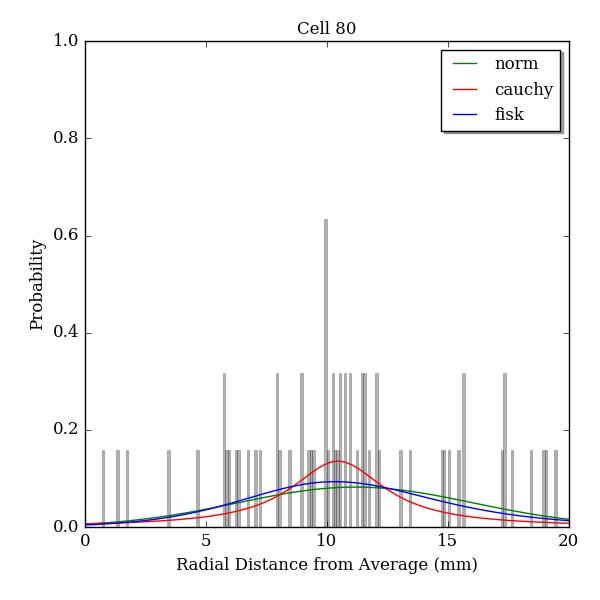 Cell 80
1.0
0.8
0.6
0.4
0.2
0.0
Probability
norm
cauchy
fisk
0 5 10 15 20
Radial Distance from Average (mm)